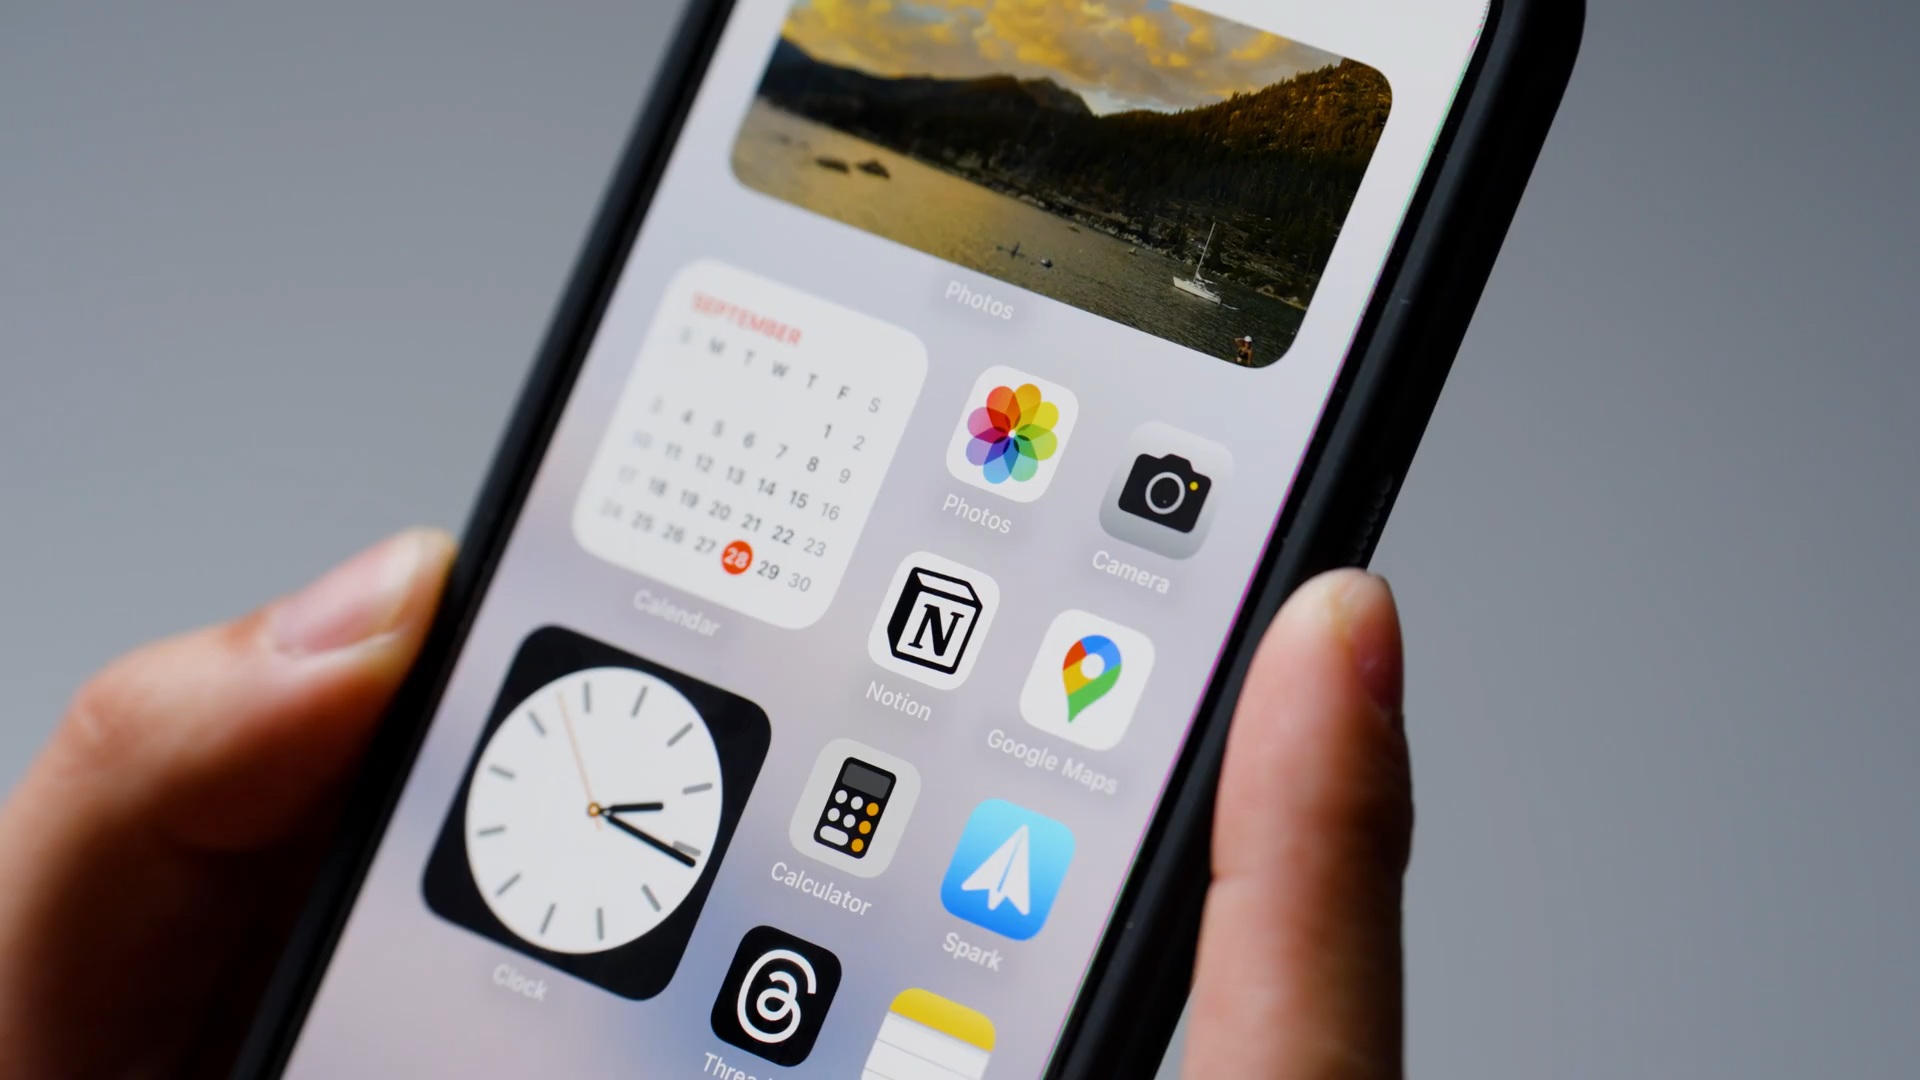 Photos
SEPTEMBER
S M T W T F S
1 2
3 4 5 6 7 8 9
10 11 12 13 14 15 16
17 18 19 20 21 22 23
24 25 26 27 28 29 30
Calendar
Photos
Camera
N
Notion
Google Maps
Clock
Calculator
Spark